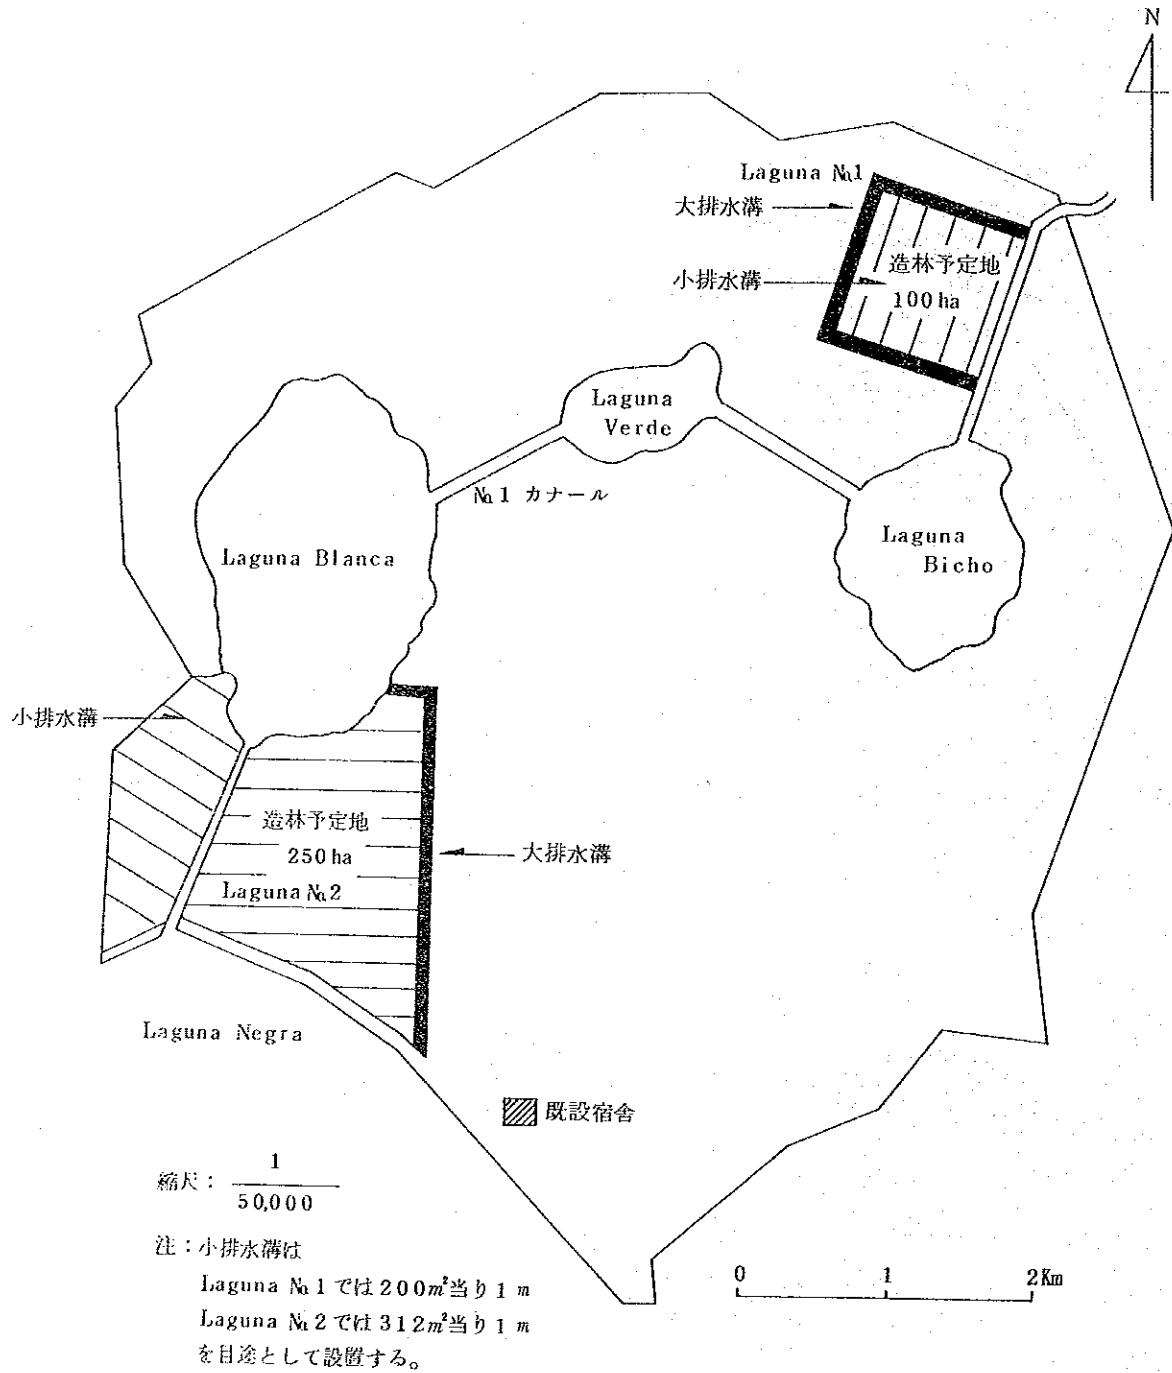 N
Laguna №1
大排水溝
小排水溝
造林予定地
100 ha
Laguna
Verde
№1 カナール
Laguna Blanca
Laguna
Bicho
小排水溝
造林予定地
250 ha
大排水溝
Laguna №2
Laguna Negra
既設宿舎
縮尺: 1
50,000
注:小排水溝は
Laguna №1では200m²当り1 m
Laguna №2では312m²当り1 m
を目途として設置する。
0 1 2Km